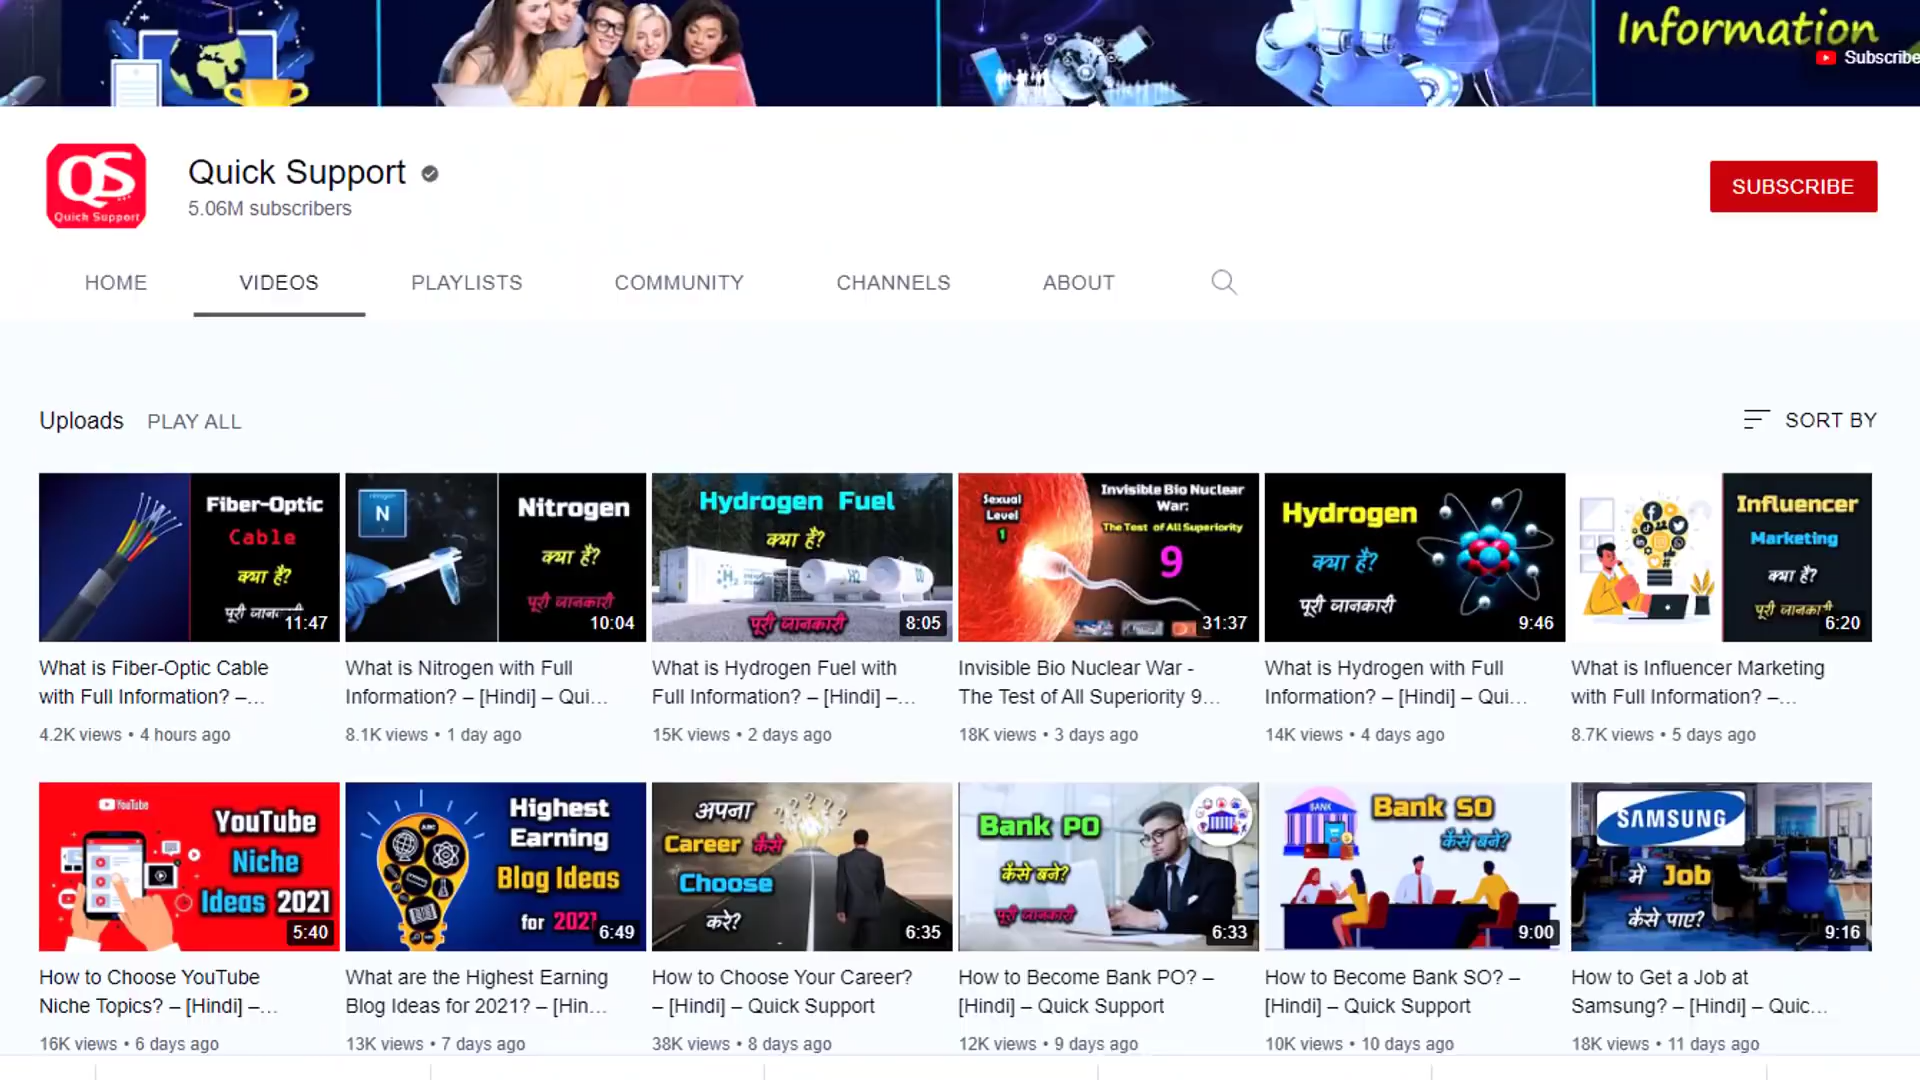 Information
Subscribe
QS
Quick Support
Quick Support
5.06M subscribers
SUBSCRIBE
HOME
VIDEOS
PLAYLISTS
COMMUNITY
CHANNELS
ABOUT
Uploads
PLAY ALL
SORT BY
Fiber-Optic
Cable
क्या है?
पूरी
11:47
N
Nitrogen
क्या है?
पूरी जानकारी
10:04
Hydrogen Fuel
क्या है?
H2
पूरी जानकारी
8:05
Sexual
Level
1
Invisible Bio Nuclear
War:
The Test of All Superiority
9
31:37
Hydrogen
क्या है?
पूरी जानकारी
9:46
Influencer
Marketing
क्या है?
पूरी
6:20
What is Fiber-Optic Cable
with Full Information? –...
4.2K views • 4 hours ago
What is Nitrogen with Full
Information? – [Hindi] – Qui...
8.1K views • 1 day ago
What is Hydrogen Fuel with
Full Information? – [Hindi] –...
15K views • 2 days ago
Invisible Bio Nuclear War -
The Test of All Superiority 9...
18K views • 3 days ago
What is Hydrogen with Full
Information? – [Hindi] – Qui...
14K views • 4 days ago
What is Influencer Marketing
with Full Information? –...
8.7K views • 5 days ago
YouTube
YouTube
Niche
Ideas 2021
5:40
Highest
Earning
Blog Ideas
for 2021
6:49
अपना
Career कैसे
Choose
करे?
6:35
Bank PO
कैसे बने?
पूरी जानकारी
6:33
BANK
Bank SO
कैसे बने?
9:00
SAMSUNG
में Job
कैसे पाए?
9:16
How to Choose YouTube
Niche Topics? – [Hindi] –...
16K views • 6 days ago
What are the Highest Earning
Blog Ideas for 2021? – [Hin...
13K views • 7 days ago
How to Choose Your Career?
– [Hindi] – Quick Support
38K views • 8 days ago
How to Become Bank PO? –
[Hindi] – Quick Support
12K views • 9 days ago
How to Become Bank SO? –
[Hindi] – Quick Support
10K views • 10 days ago
How to Get a Job at
Samsung? – [Hindi] – Quic...
18K views • 11 days ago